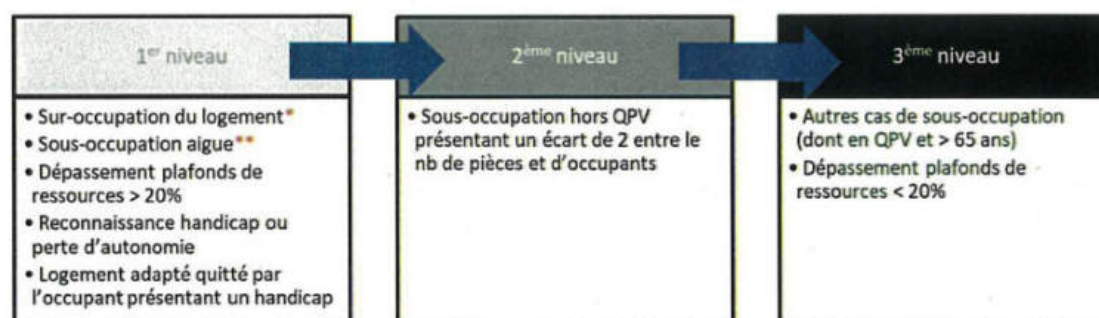 1er niveau
• Sur-occupation du logement*
• Sous-occupation aigue**
• Dépassement plafonds de
ressources > 20%
• Reconnaissance handicap ou
perte d'autonomie
• Logement adapté quitté par
l'occupant présentant un handicap
2ème niveau
• Sous-occupation hors QPV
présentant un écart de 2 entre le
nb de pièces et d'occupants
3ème niveau
• Autres cas de sous-occupation
(dont en QPV et > 65 ans)
• Dépassement plafonds de
ressources < 20%